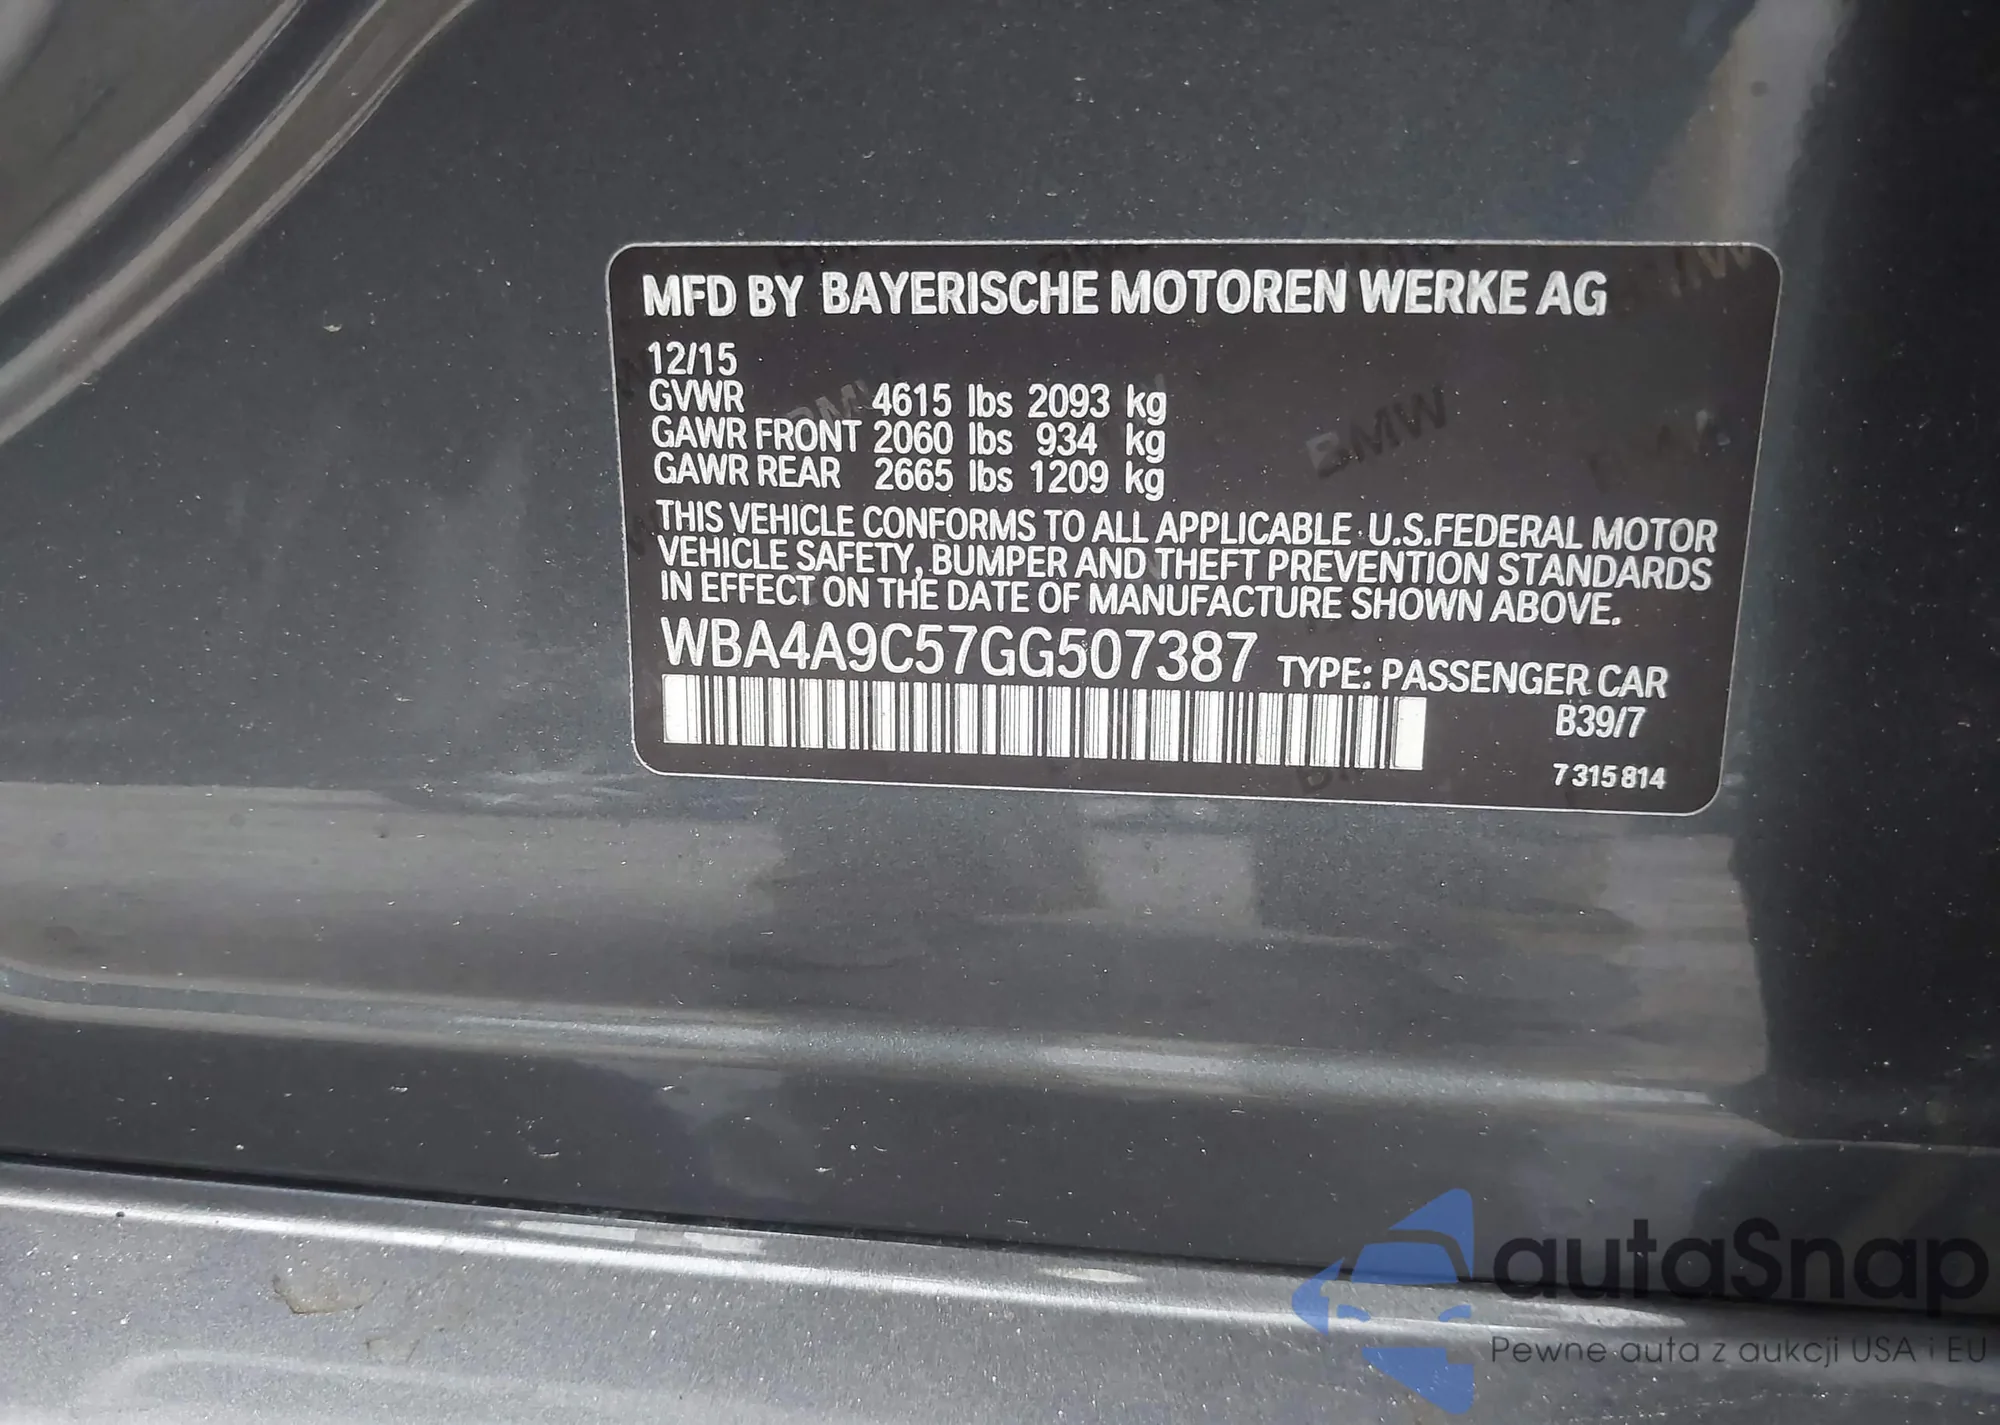 MFD BY BAYERISCHE MOTOREN WERKE AG
12/15
GVWR 4615 lbs 2093 kg
GAWR FRONT 2060 lbs 934 kg
GAWR REAR 2665 lbs 1209 kg
THIS VEHICLE CONFORMS TO ALL APPLICABLE U.S.FEDERAL MOTOR
VEHICLE SAFETY, BUMPER AND THEFT PREVENTION STANDARDS
IN EFFECT ON THE DATE OF MANUFACTURE SHOWN ABOVE.
WBA4A9C57GG507387 TYPE: PASSENGER CAR
B39/7
7 315 814
BMW
autaSnap
Pewne auta z aukcji USA i EU